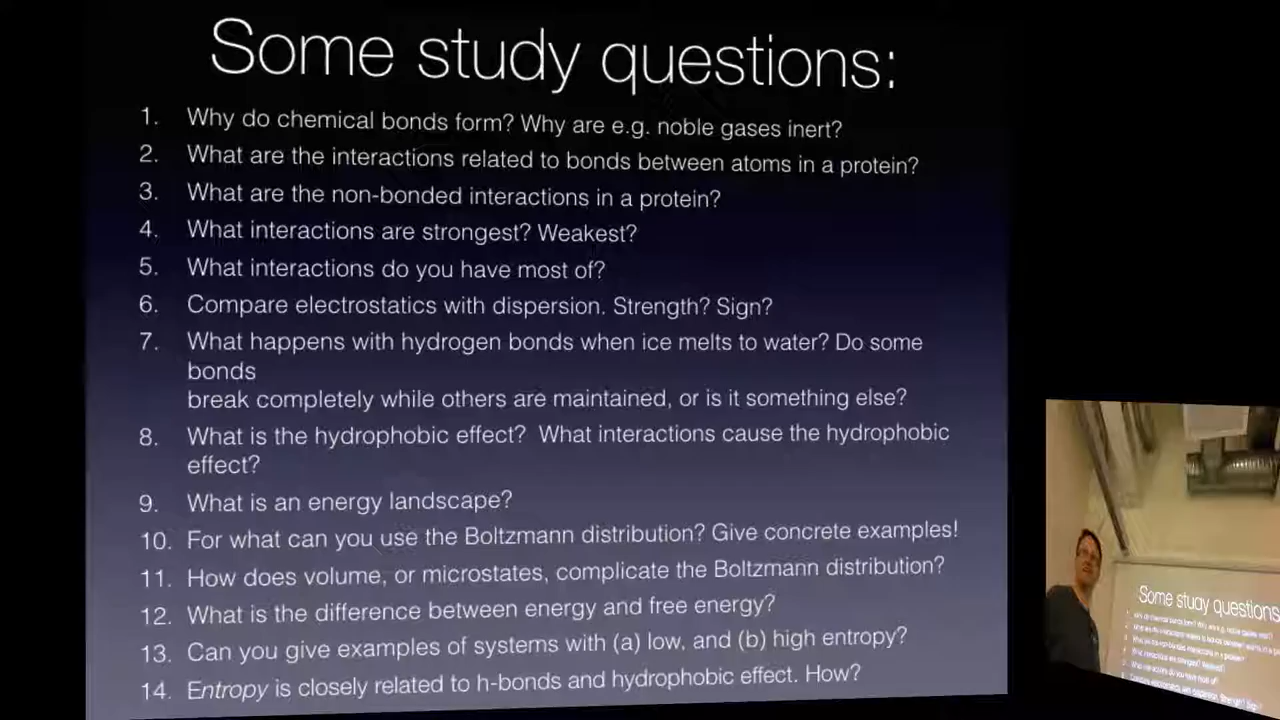 Some study questions:
1. Why do chemical bonds form? Why are e.g. noble gases inert?
2. What are the interactions related to bonds between atoms in a protein?
3. What are the non-bonded interactions in a protein?
4. What interactions are strongest? Weakest?
5. What interactions do you have most of?
6. Compare electrostatics with dispersion. Strength? Sign?
7. What happens with hydrogen bonds when ice melts to water? Do some
bonds
break completely while others are maintained, or is it something else?
8. What is the hydrophobic effect? What interactions cause the hydrophobic
effect?
9. What is an energy landscape?
10. For what can you use the Boltzmann distribution? Give concrete examples!
11. How does volume, or microstates, complicate the Boltzmann distribution?
12. What is the difference between energy and free energy?
13. Can you give examples of systems with (a) low, and (b) high entropy?
14. Entropy is closely related to h-bonds and hydrophobic effect. How?
Some study questions